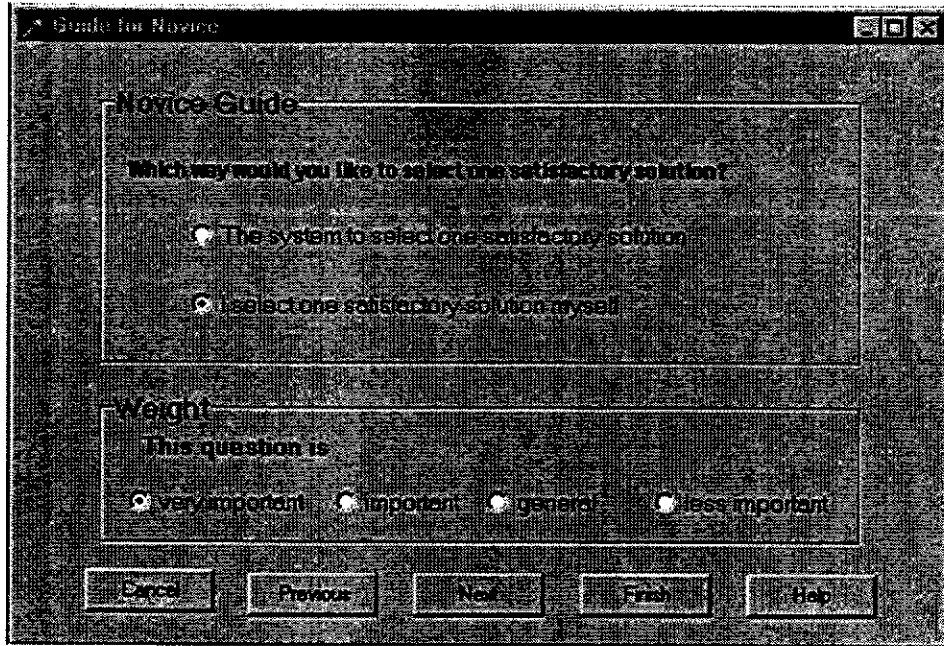 Guide for Novice
Novice Guide
Which way would you like to select one satisfactory solution?
The system to select one satisfactory solution
I select one satisfactory solution myself
Weight
This question is
very important important general less important
Cancel Previous Next Finish Help